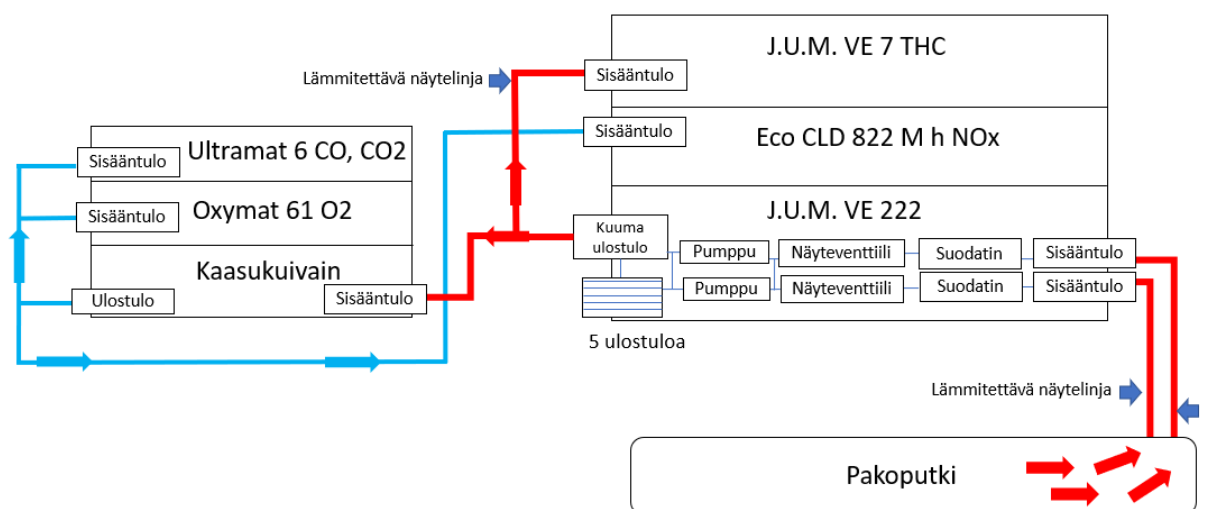 J.U.M. VE 7 THC
Lämmitettävä näytelinja
Sisääntulo
Sisääntulo
Eco CLD 822 M h NOx
Sisääntulo
Ultramat 6 CO, CO2
Sisääntulo
Oxymat 61 O2
J.U.M. VE 222
Kuuma
ulostulo
Pumppu
Näyteventtiili
Suodatin
Sisääntulo
Kaasukuivain
Ulostulo
Sisääntulo
Pumppu
Näyteventtiili
Suodatin
Sisääntulo
5 ulostuloa
Lämmitettävä näytelinja
Pakoputki